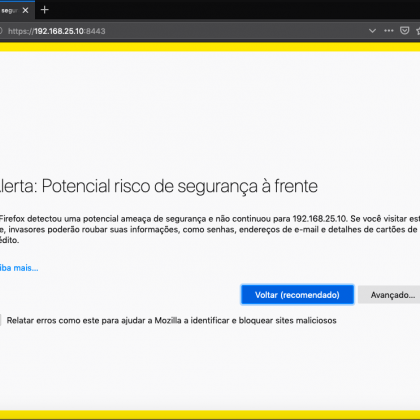 segur
https://192.168.25.10:8443
lerta: Potencial risco de segurança à frente
Firefox detectou uma potencial ameaça de segurança e não continuou para 192.168.25.10. Se você visitar est
e, invasores poderão roubar suas informações, como senhas, endereços de e-mail e detalhes de cartões de
édito.
iba mais...
Voltar (recomendado)
Avançado...
Relatar erros como este para ajudar a Mozilla a identificar e bloquear sites maliciosos